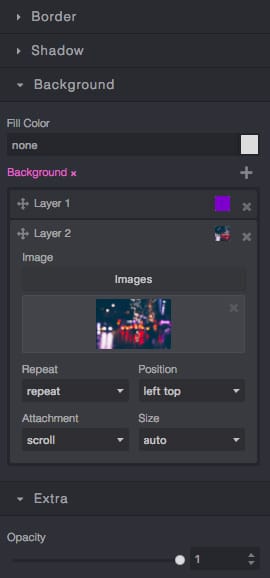 Border
Shadow
Background
Fill Color
none
Background ×
Layer 1
Layer 2
Image
Images
Repeat
Position
repeat
left top
Attachment
Size
scroll
auto
Extra
Opacity
1